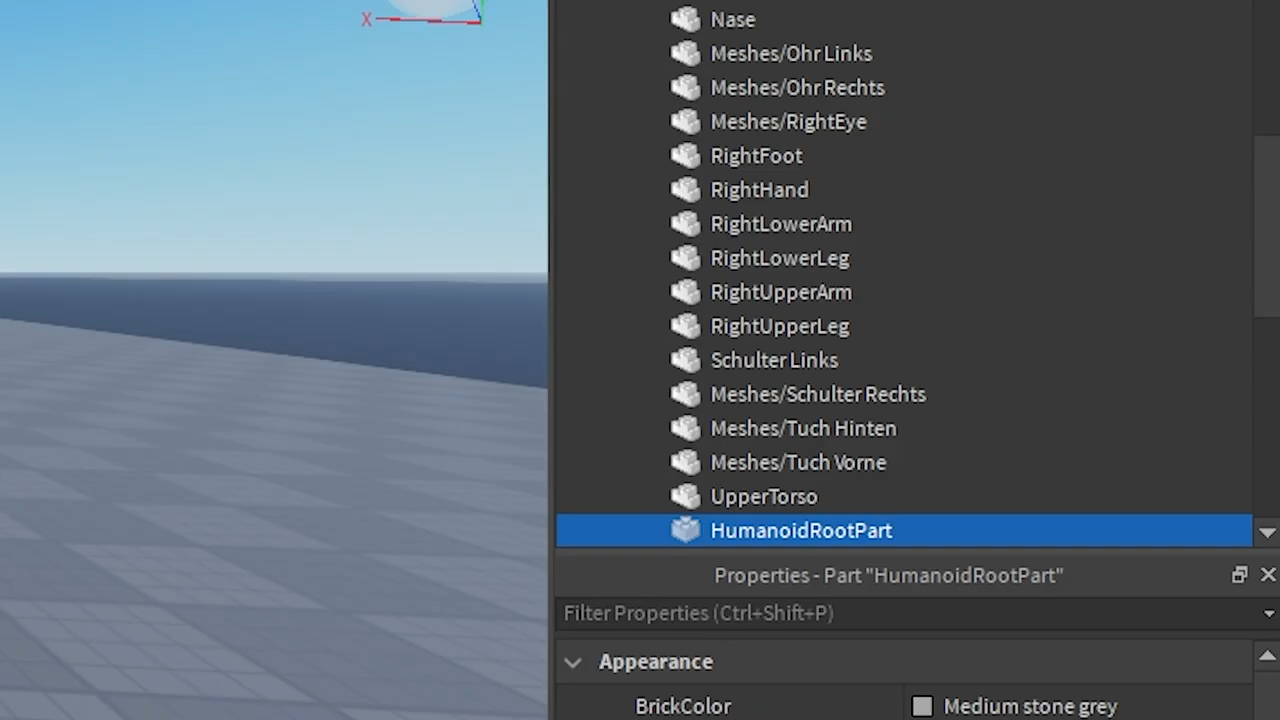 X
Nase
Meshes/Ohr Links
Meshes/Ohr Rechts
Meshes/RightEye
RightFoot
RightHand
RightLowerArm
RightLowerLeg
RightUpperArm
RightUpperLeg
Schulter Links
Meshes/Schulter Rechts
Meshes/Tuch Hinten
Meshes/Tuch Vorne
UpperTorso
HumanoidRootPart
Properties - Part "HumanoidRootPart"
Filter Properties (Ctrl+Shift+P)
Appearance
BrickColor Medium stone grey